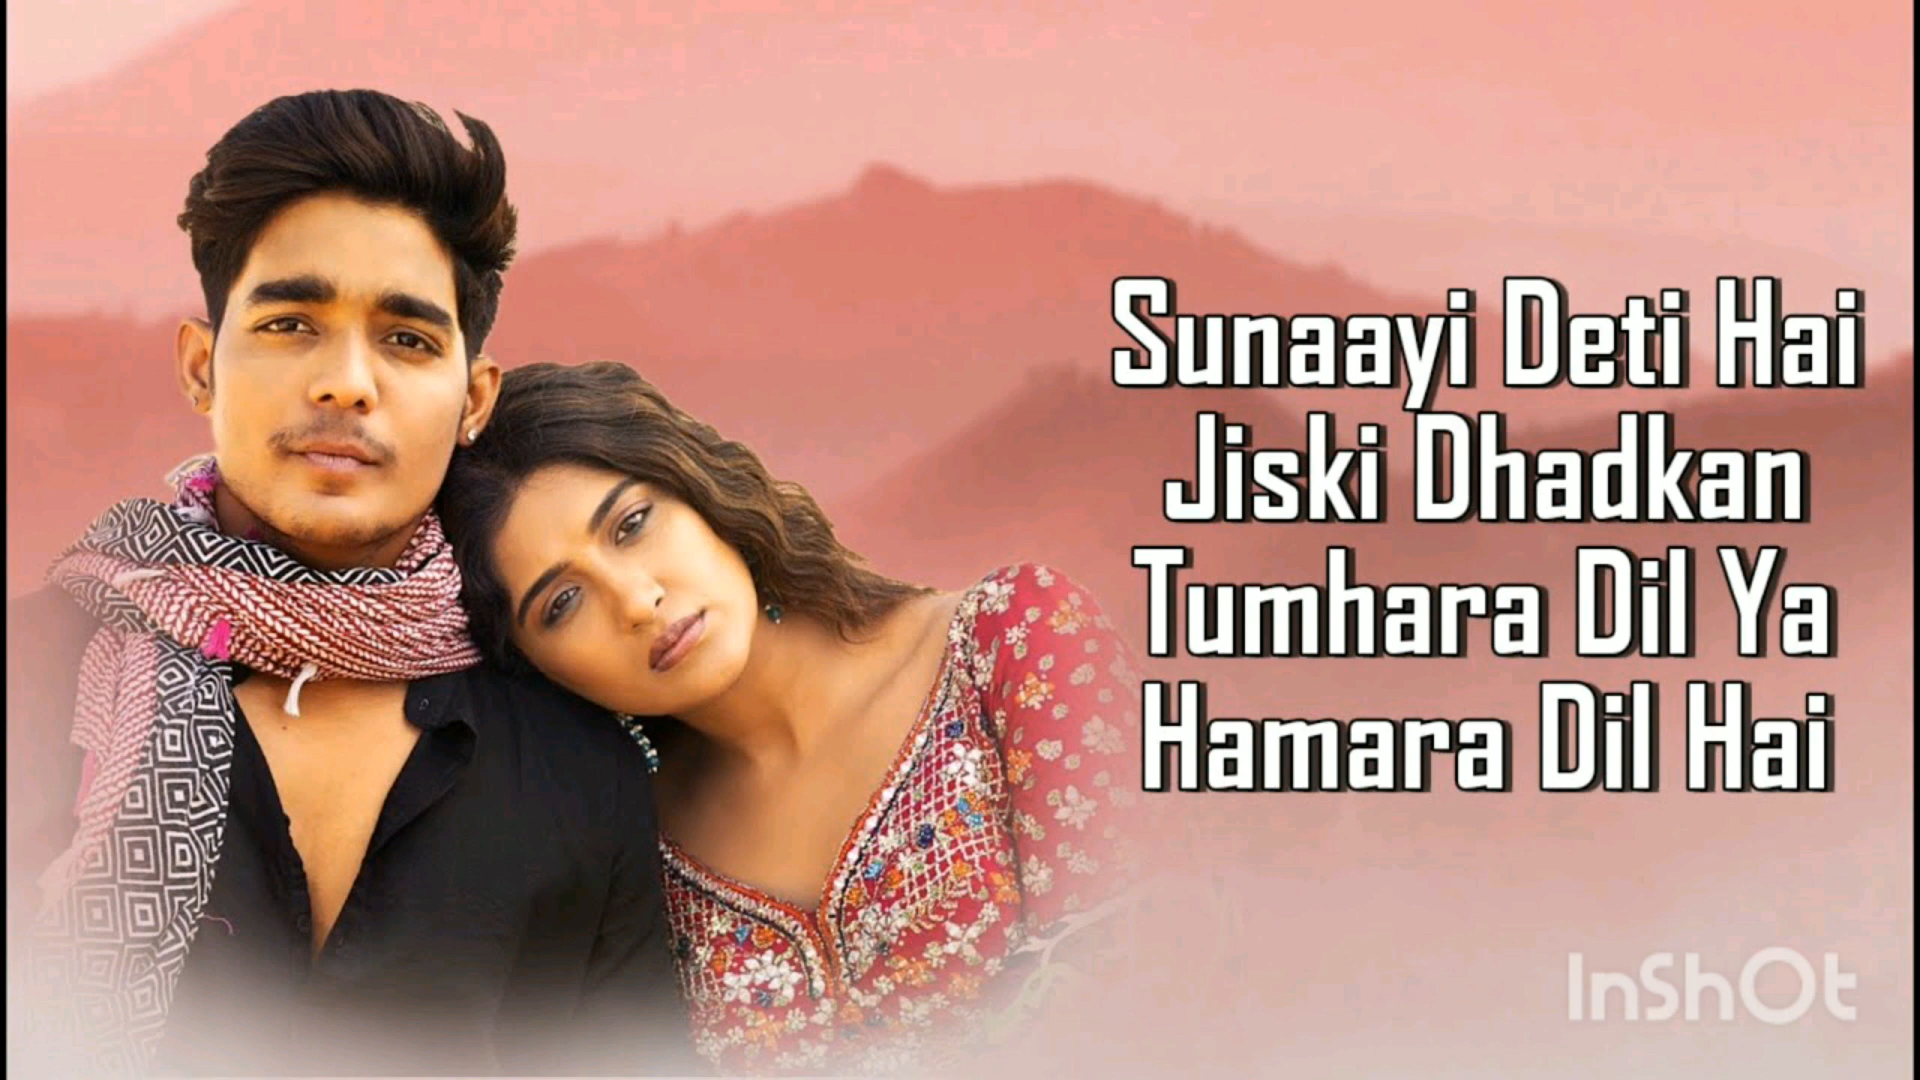 Sunaayi Deti Hai
Jiski Dhadkan
Tumhara Dil Ya
Hamara Dil Hai
InShOt